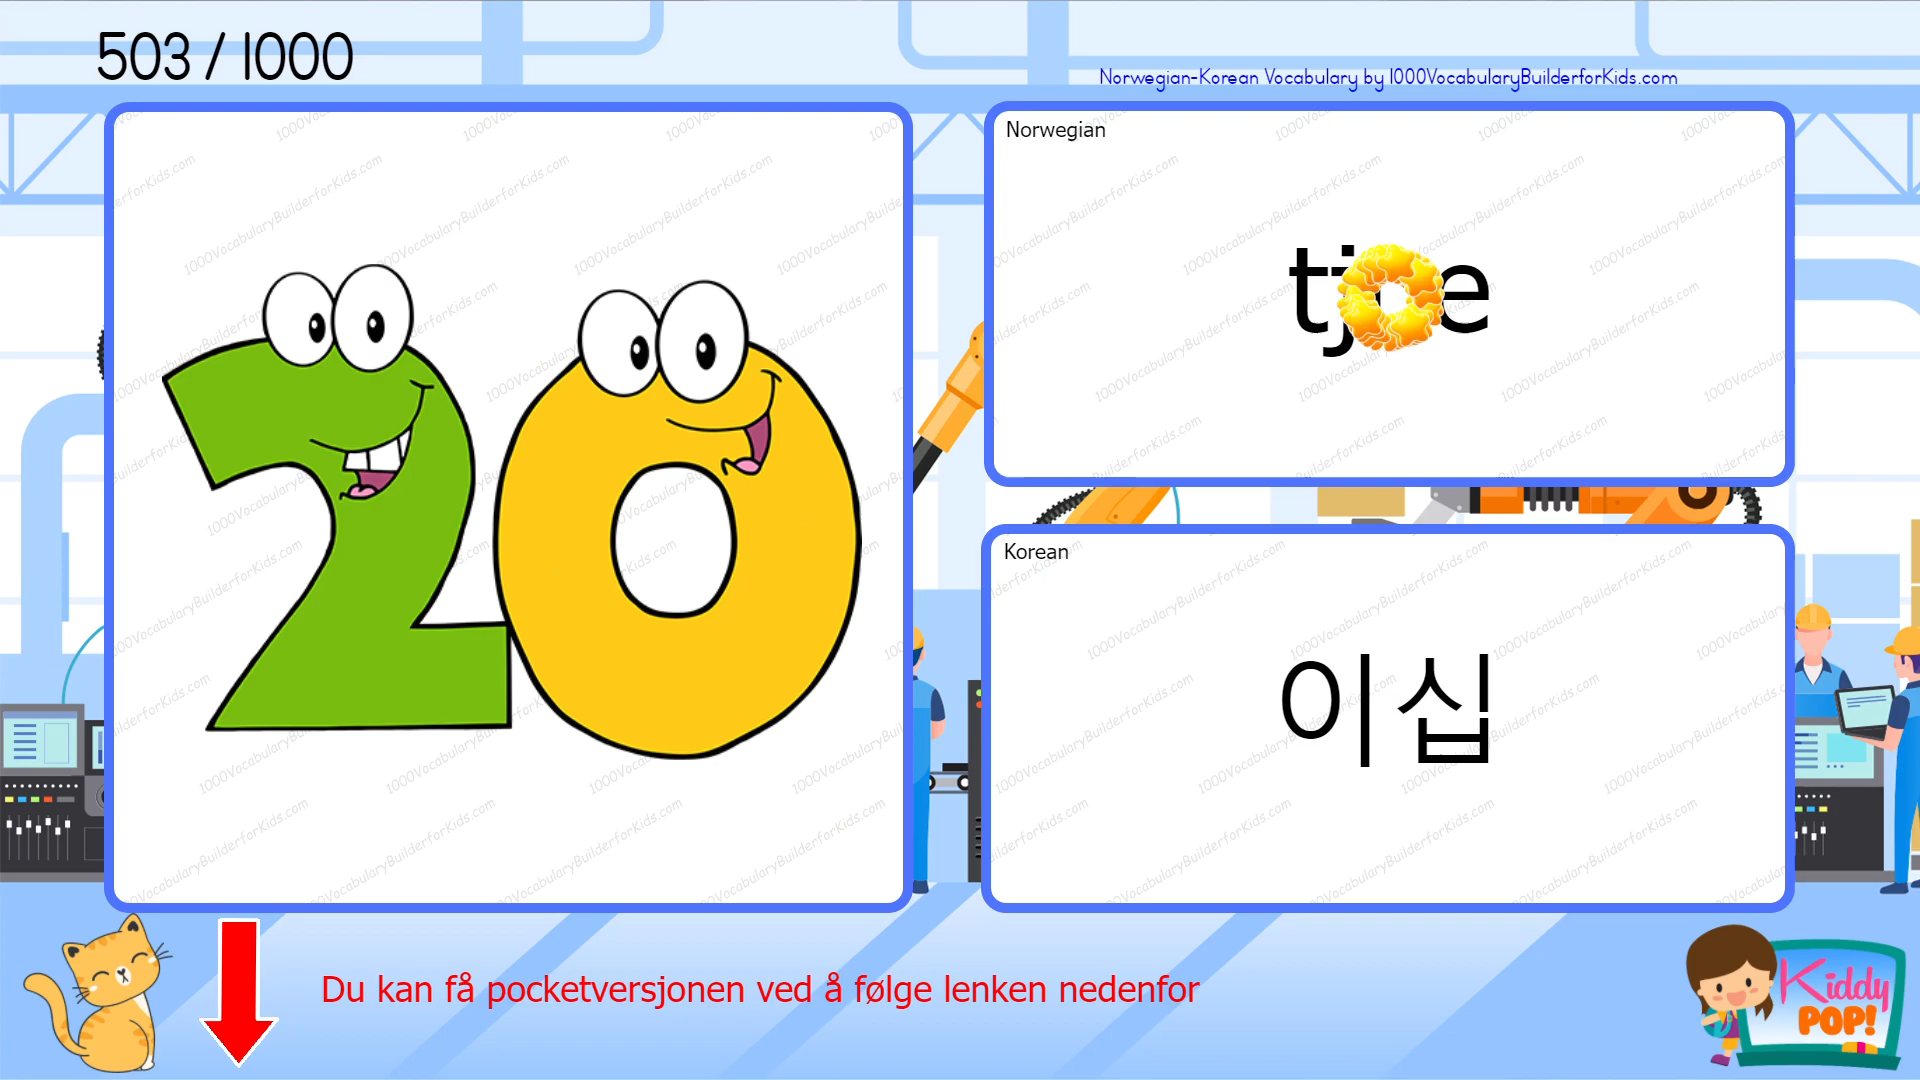 503 / 1000
Norwegian-Korean Vocabulary by 1000VocabularyBuilderforKids.com
20
Norwegian
Korean
이십
Du kan få pocketversjonen ved å følge lenken nedenfor
Kiddy
POP!